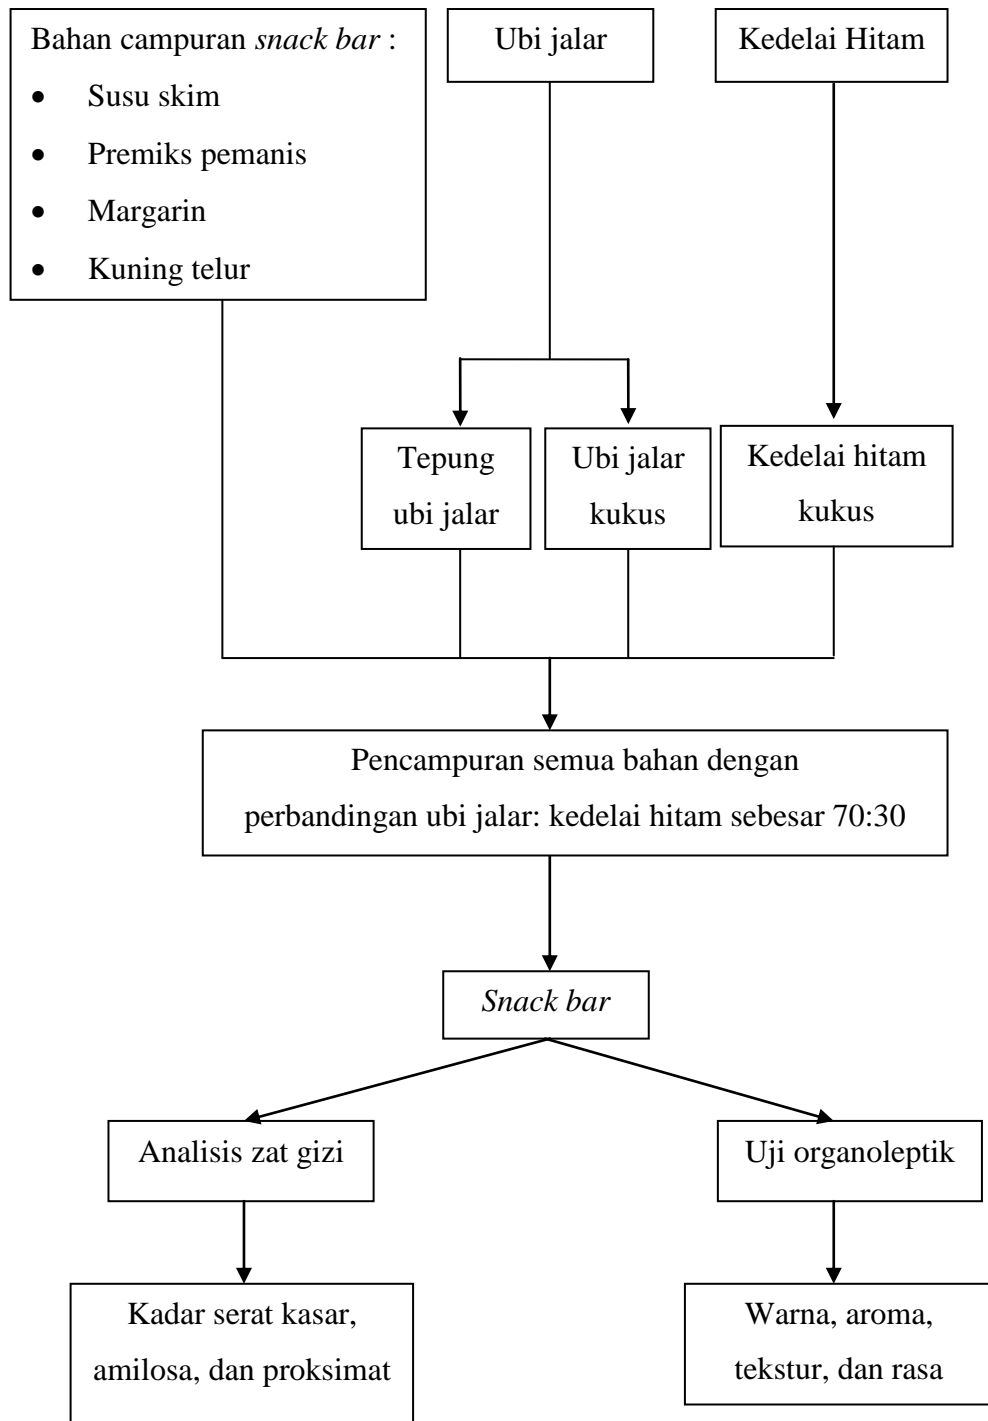 Bahan campuran snack bar :
• Susu skim
• Premiks pemanis
• Margarin
• Kuning telur
Ubi jalar
Kedelai Hitam
Tepung
ubi jalar
Ubi jalar
kukus
Kedelai hitam
kukus
Pencampuran semua bahan dengan
perbandingan ubi jalar: kedelai hitam sebesar 70:30
Snack bar
Analisis zat gizi
Uji organoleptik
Kadar serat kasar,
amilosa, dan proksimat
Warna, aroma,
tekstur, dan rasa